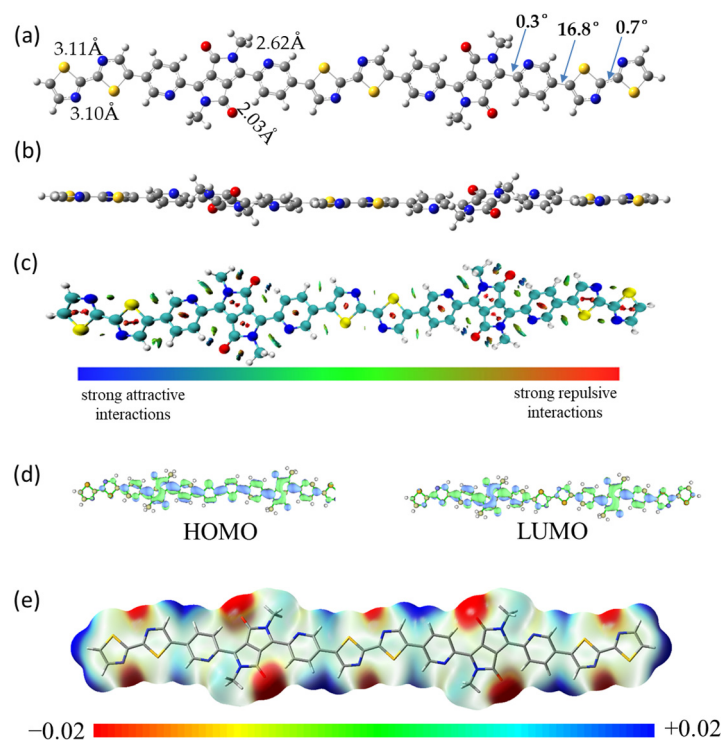 (a)
0.3°
16.8°
0.7°
3.11Å
2.62Å
3.10Å
2.03Å
(b)
(c)
strong attractive
interactions
strong repulsive
interactions
(d)
HOMO
LUMO
(e)
−0.02
+0.02